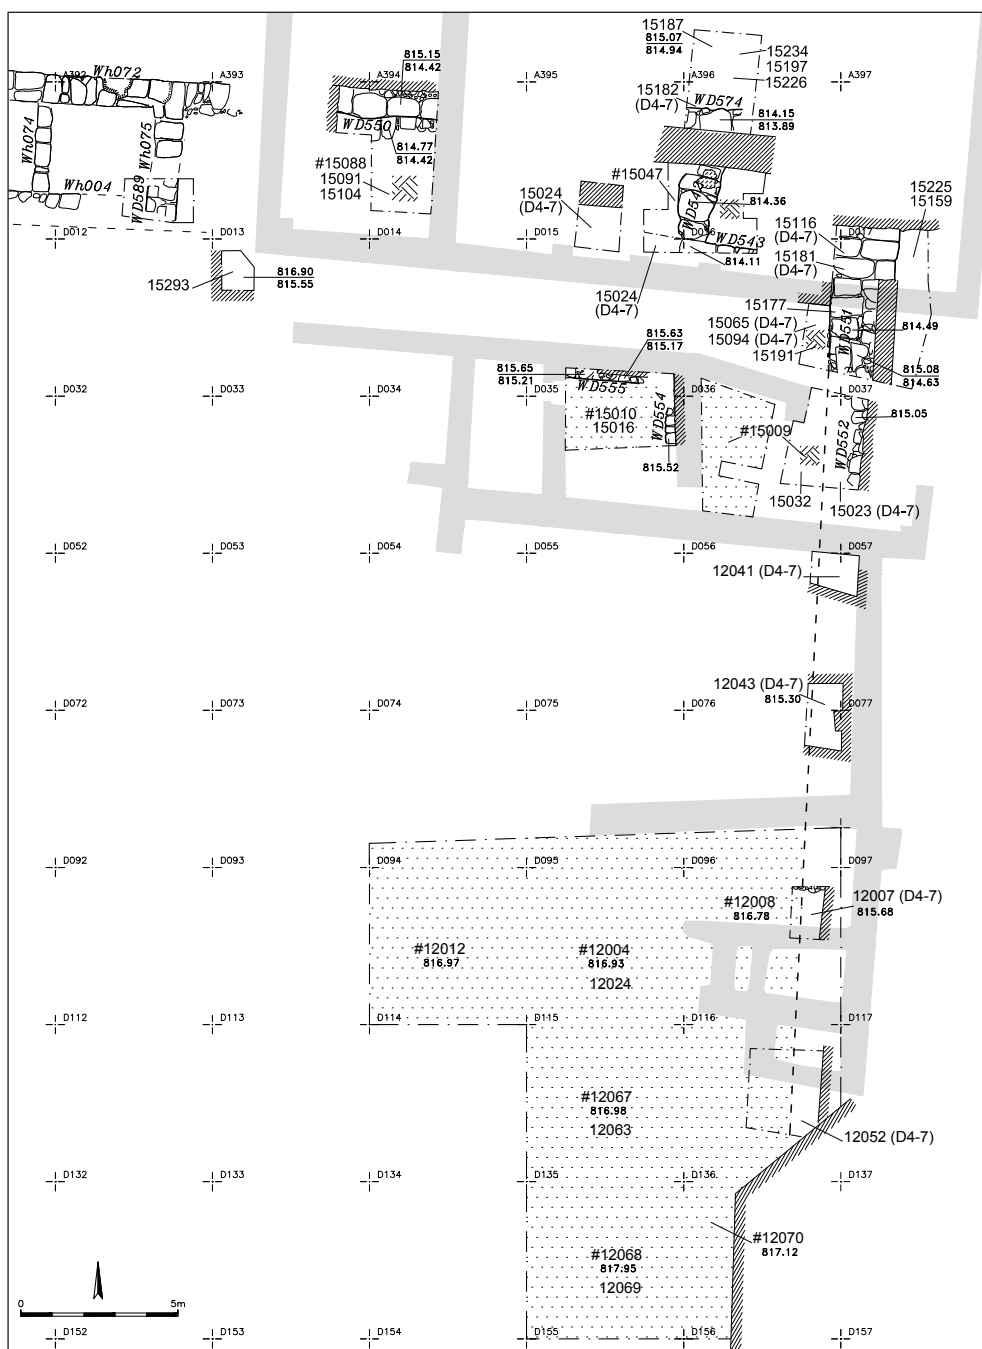 15187
815.07
814.94
15234
15197
15226
815.15
814.42
A392
Wh072
A393
A394
A395
A396
A397
15182
(D4-7)
WD574
814.15
813.89
Wh074
Wh075
WD550
814.77
814.42
#15088
15091
15104
#15047
WD542
814.36
Wh004
WD589
15024
(D4-7)
15225
15159
15116
(D4-7)
D012
D013
D014
D015
D016
WD543
D017
814.11
15181
(D4-7)
15293
816.90
815.55
15024
(D4-7)
15177
15065 (D4-7)
15094 (D4-7)
15191
WD551
814.49
815.63
815.17
815.65
815.21
815.08
814.63
WD555
D032
D033
D034
D035
D036
D037
#15010
15016
WD554
#15009
815.05
WD552
815.52
15032
15023 (D4-7)
D052
D053
D054
D055
D056
D057
12041 (D4-7)
12043 (D4-7)
815.30
D072
D073
D074
D075
D076
D077
D092
D093
D094
D095
D096
D097
#12008
816.78
12007 (D4-7)
815.68
#12012
816.97
#12004
816.93
12024
D112
D113
D114
D115
D116
D117
#12067
816.98
12063
12052 (D4-7)
D132
D133
D134
D135
D136
D137
#12070
817.12
#12068
817.95
12069
0
5m
D152
D153
D154
D155
D156
D157